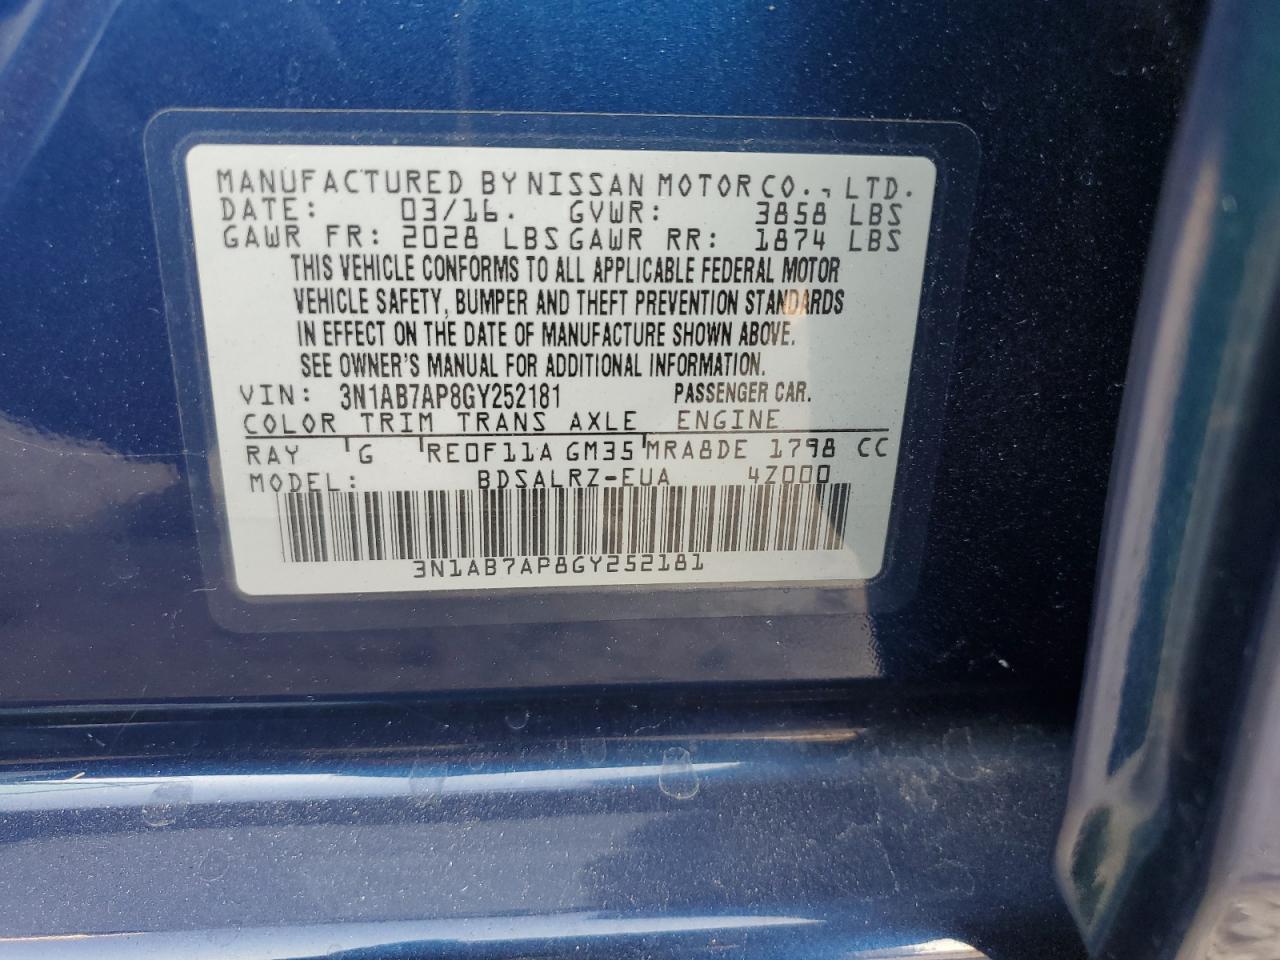 MANUFACTURED BY NISSAN MOTOR CO., LTD.
DATE: 03/16. GVWR: 3858 LBS
GAWR FR: 2028 LBS GAWR RR: 1874 LBS
THIS VEHICLE CONFORMS TO ALL APPLICABLE FEDERAL MOTOR
VEHICLE SAFETY, BUMPER AND THEFT PREVENTION STANDARDS
IN EFFECT ON THE DATE OF MANUFACTURE SHOWN ABOVE.
SEE OWNER'S MANUAL FOR ADDITIONAL INFORMATION.
VIN: 3N1AB7AP8GY252181 PASSENGER CAR.
COLOR TRIM TRANS AXLE ENGINE
RAY G RE0F11A GM35 MRA8DE 1798 CC
MODEL: BDSALRZ-EUA 4Z000
3N1AB7AP8GY252181